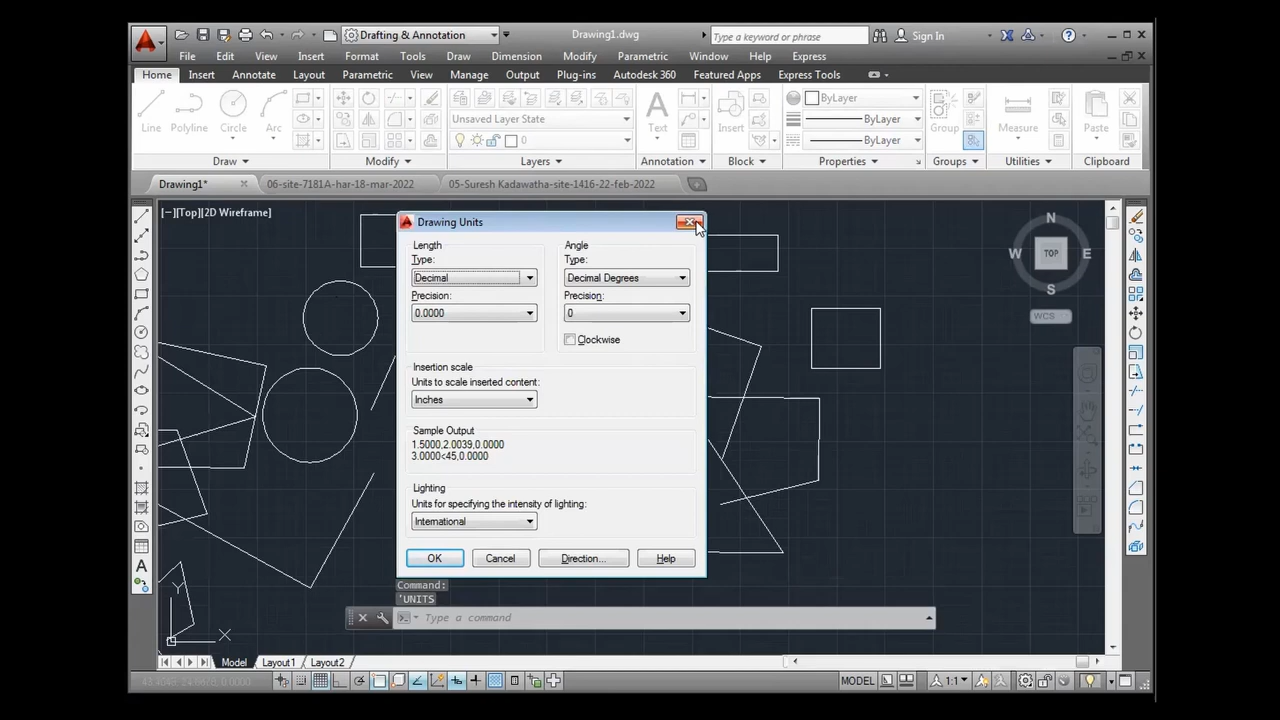 Drafting & Annotation
Drawing1.dwg
Type a keyword or phrase
Sign In
File Edit View Insert Format Tools Draw Dimension Modify Parametric Window Help Express
Home Insert Annotate Layout Parametric View Manage Output Plug-ins Autodesk 360 Featured Apps Express Tools
Line Polyline Circle Arc
Unsaved Layer State
0
Text
Insert
ByLayer
ByLayer
ByLayer
Group
Measure
Paste
Draw Modify Layers Annotation Block Properties Groups Utilities Clipboard
Drawing1* 06-site-7181A-har-18-mar-2022 05-Suresh Kadawatha-site-1416-22-feb-2022
[−][Top][2D Wireframe]
N
W TOP E
S
WCS
Drawing Units
Length
Type:
Decimal
Precision:
0.0000
Angle
Type:
Decimal Degrees
Precision:
0
Clockwise
Insertion scale
Units to scale inserted content:
Inches
Sample Output
1.5000,2.0039,0.0000
3.0000<45,0.0000
Lighting
Units for specifying the intensity of lighting:
International
OK Cancel Direction... Help
Command:
'UNITS
Type a command
Y
X
Model Layout1 Layout2
MODEL 1:1